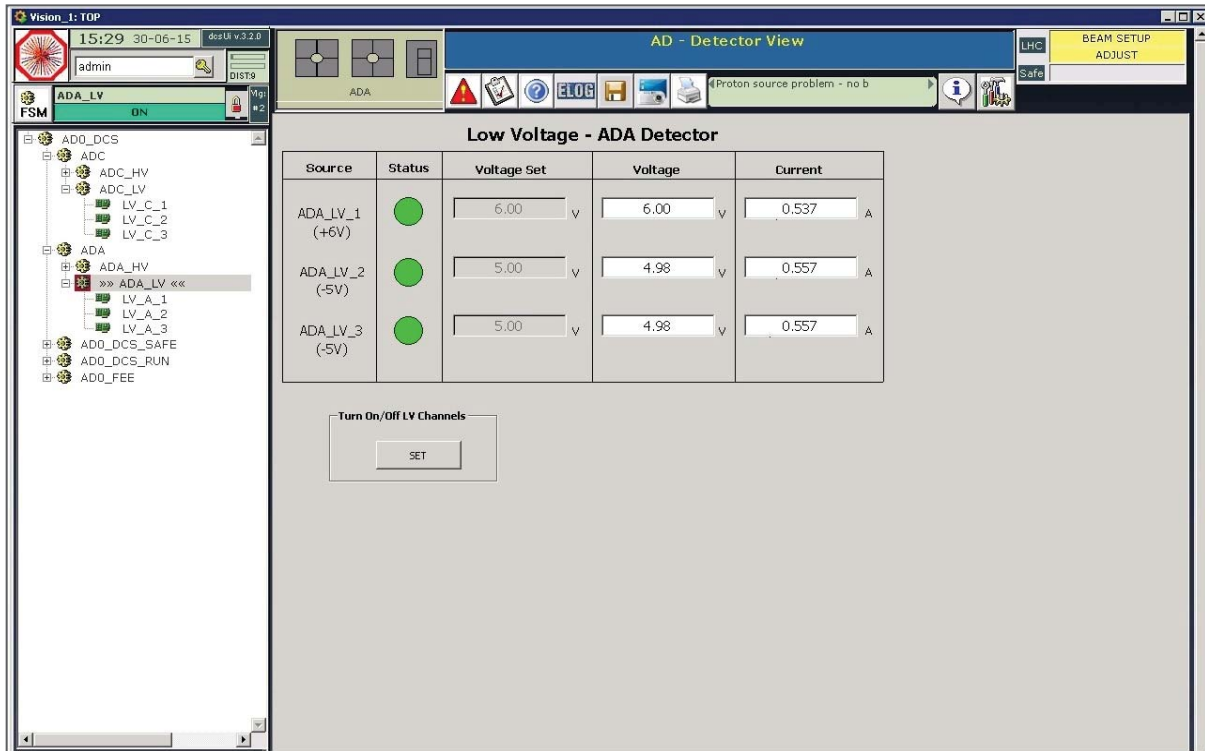 Vision_1: TOP
15:29 30-06-15
dcsUi v.3.2.0
admin
DIST:9
FSM
ADA_LV
ON
#2
ADA
AD - Detector View
ELOG
Proton source problem - no b
LHC
Safe
BEAM SETUP
ADJUST
AD0_DCS
ADC
ADC_HV
ADC_LV
LV_C_1
LV_C_2
LV_C_3
ADA
ADA_HV
»» ADA_LV ««
LV_A_1
LV_A_2
LV_A_3
AD0_DCS_SAFE
AD0_DCS_RUN
AD0_FEE
Low Voltage - ADA Detector
Source Status Voltage Set Voltage Current
ADA_LV_1 6.00 V 6.00 V 0.537 A
(+6V)
ADA_LV_2 5.00 V 4.98 V 0.557 A
(-5V)
ADA_LV_3 5.00 V 4.98 V 0.557 A
(-5V)
Turn On/Off LV Channels
SET